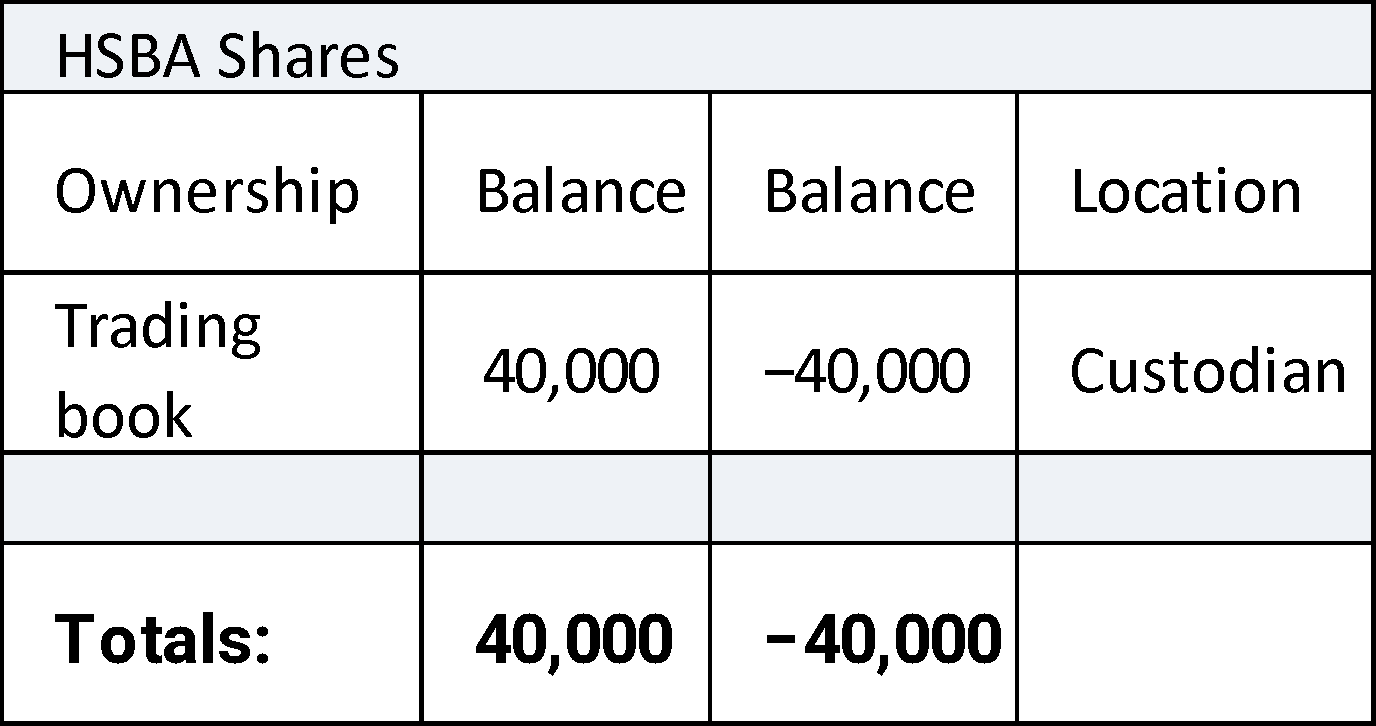 HSBA Shares
Ownership Balance Balance Location
Trading
book 40,000 −40,000 Custodian
Totals: 40,000 −40,000